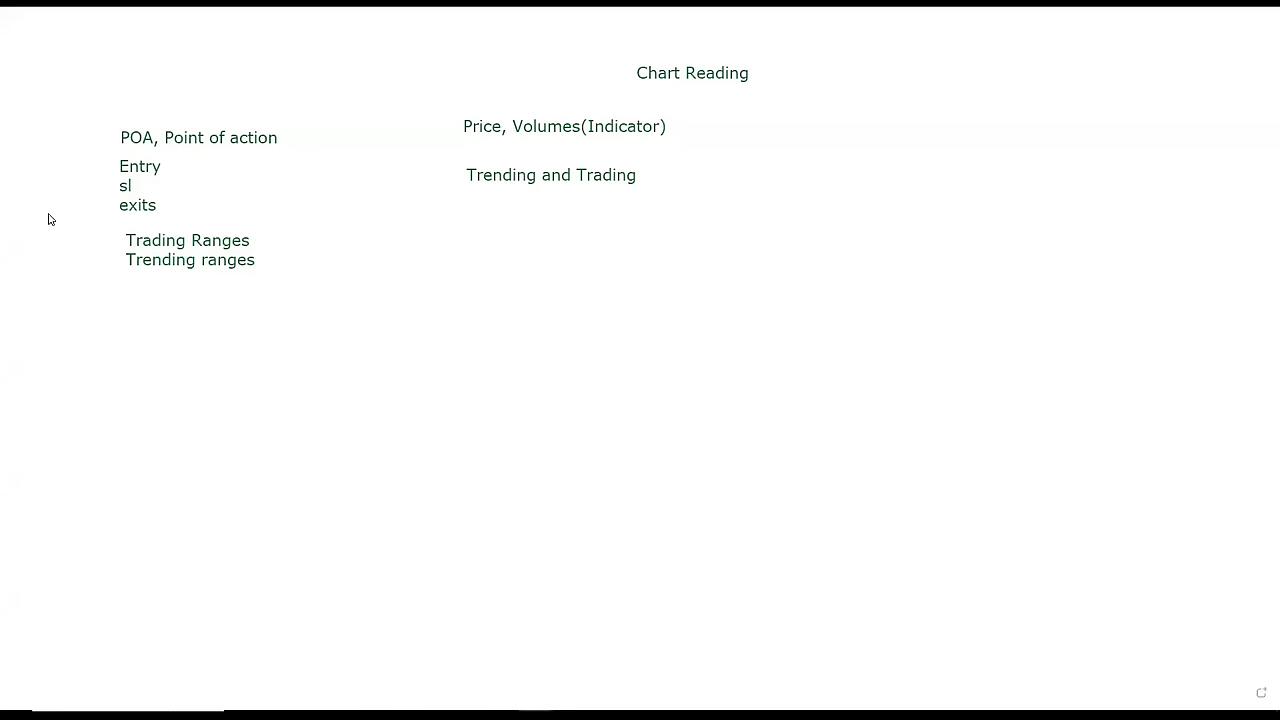 Chart Reading
Price, Volumes(Indicator)
POA, Point of action
Entry
Trending and Trading
sl
exits
Trading Ranges
Trending ranges